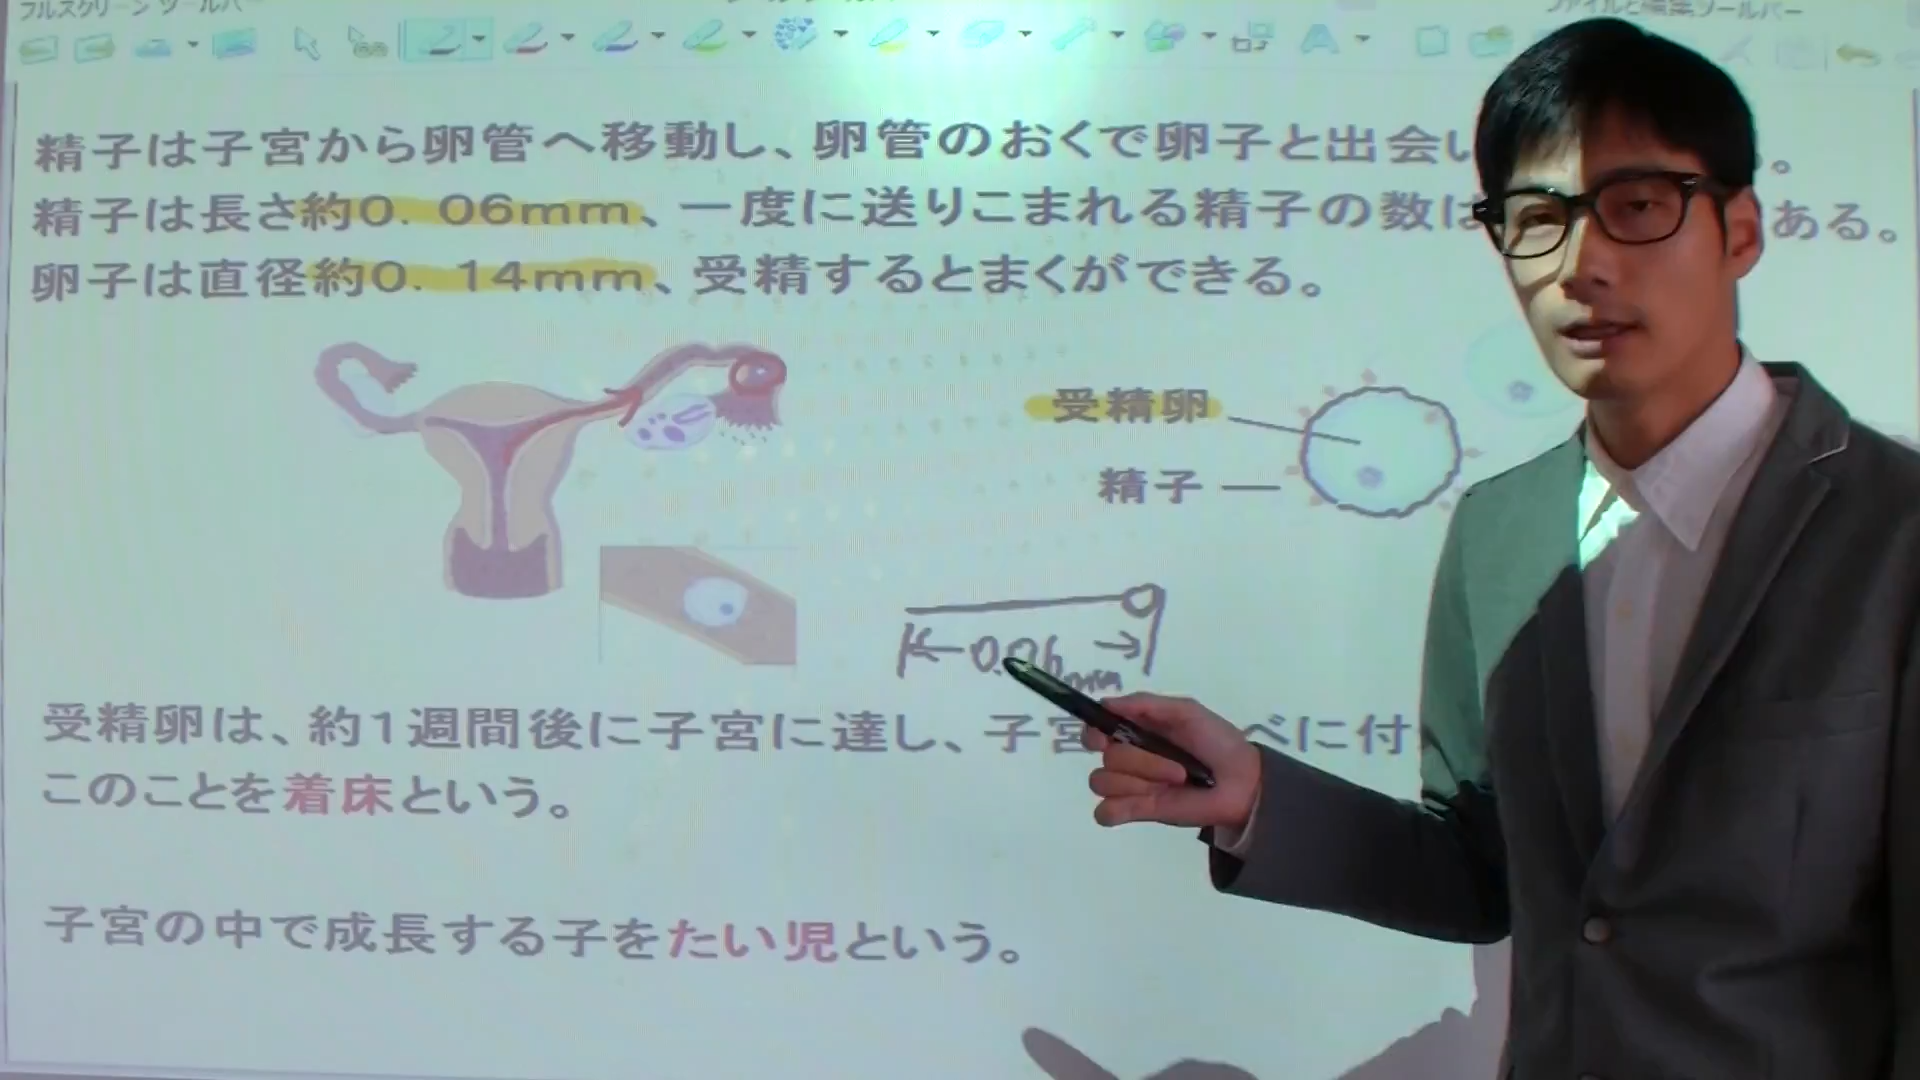 フルスクリーン ツールバー
ファイルと編集ツールバー
精子は子宮から卵管へ移動し、卵管のおくで卵子と出会い 。
精子は長さ約0.06mm、一度に送りこまれる精子の数は ある。
卵子は直径約0.14mm、受精するとまくができる。
受精卵
精子
0.06mm
受精卵は、約1週間後に子宮に達し、子宮 べに付
このことを着床という。
子宮の中で成長する子をたい児という。